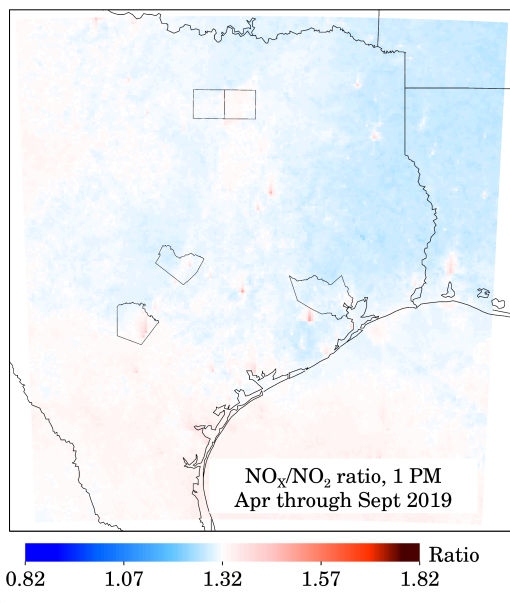 NOX/NO2 ratio, 1 PM
Apr through Sept 2019
Ratio
0.82 1.07 1.32 1.57 1.82